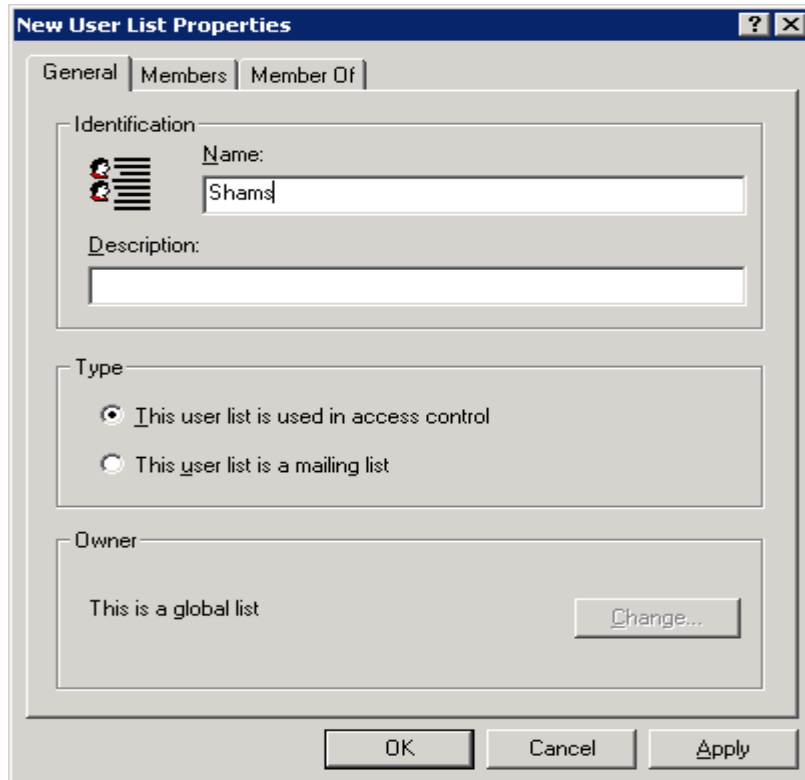 New User List Properties
General Members Member Of
Identification
Name:
Shams
Description:
Type
This user list is used in access control
This user list is a mailing list
Owner
This is a global list
Change...
OK Cancel Apply